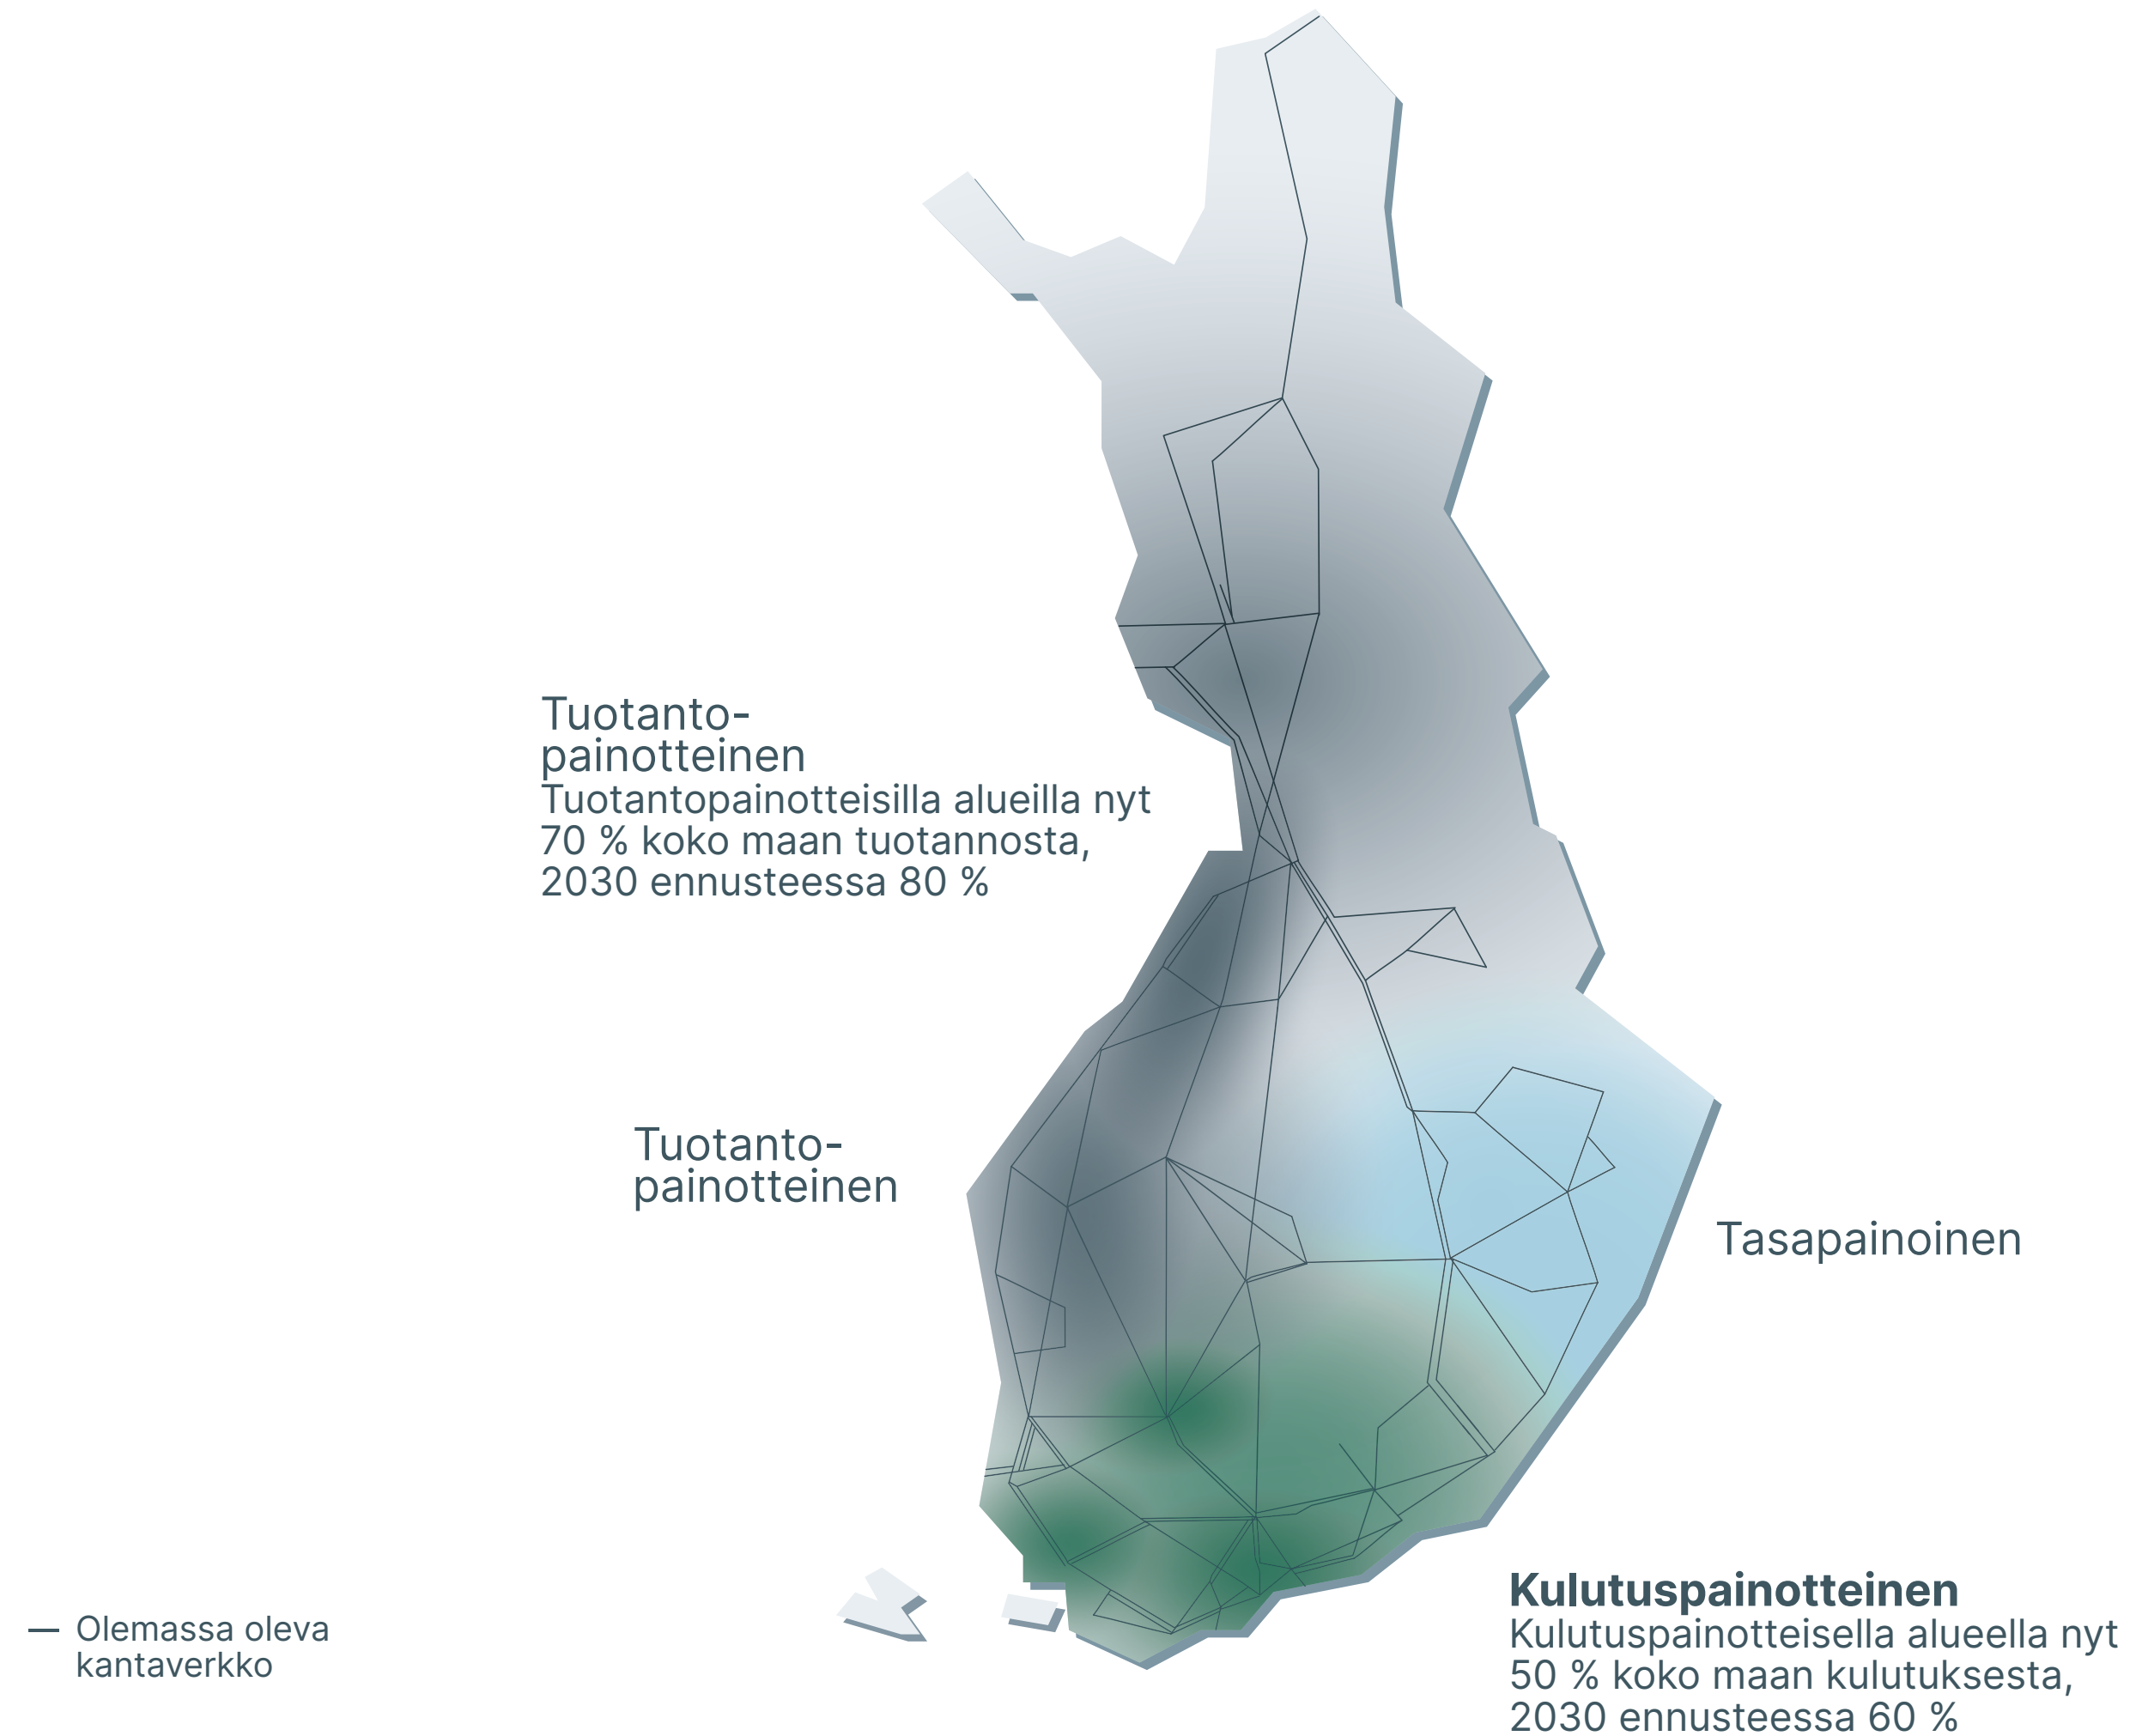 Tuotanto-
painotteinen
Tuotantopainotteisilla alueilla nyt
70 % koko maan tuotannosta,
2030 ennusteessa 80 %
Tuotanto-
painotteinen
Tasapainoinen
Kulutuspainotteinen
Kulutuspainotteisella alueella nyt
50 % koko maan kulutuksesta,
2030 ennusteessa 60 %
Olemassa oleva
kantaverkko